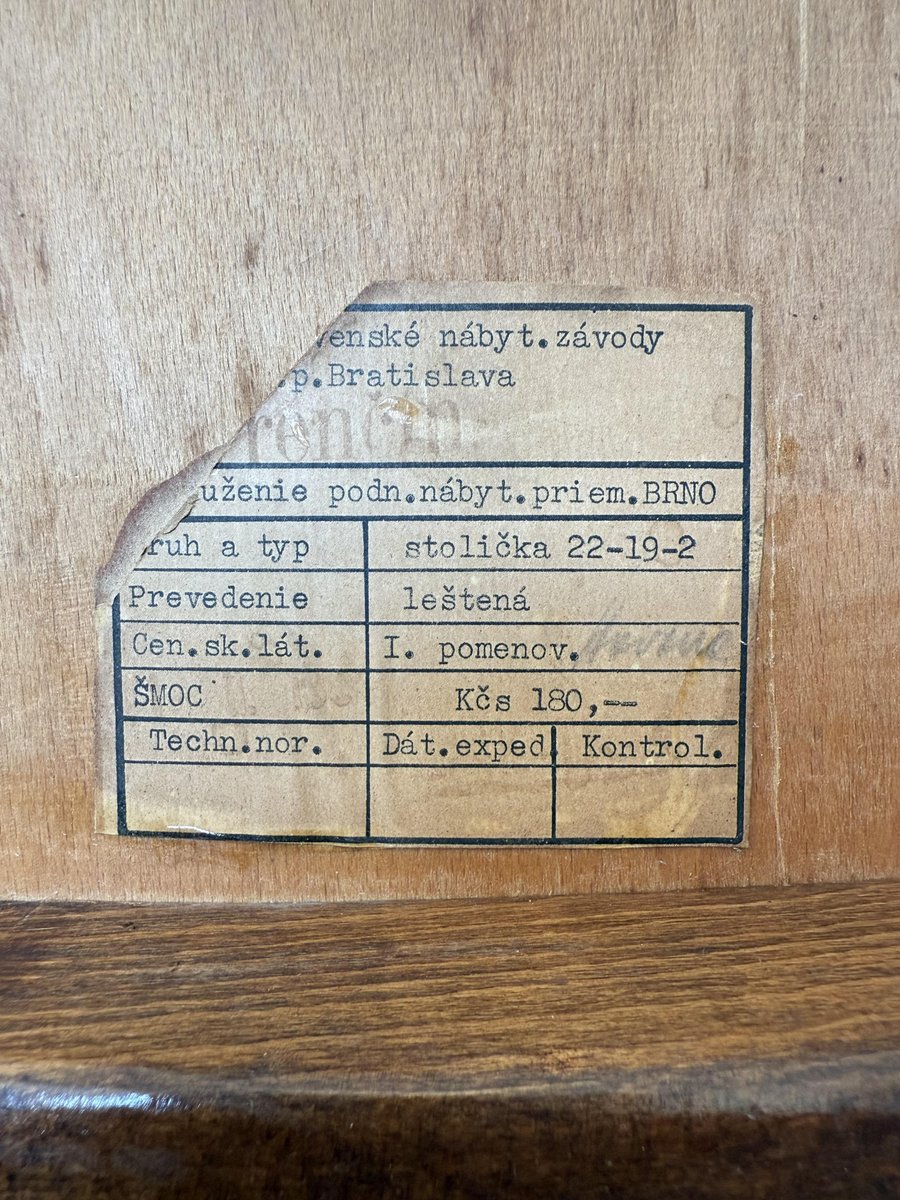 venské nábyt.závody
.p.Bratislava
renčín
uženie podn.nábyt.priem.BRNO
ruh a typ stolička 22-19-2
Prevedenie leštená
Cen.sk.lát. I. pomenov.
ŠMOC Kčs 180,--
Techn.nor. Dát.exped. Kontrol.